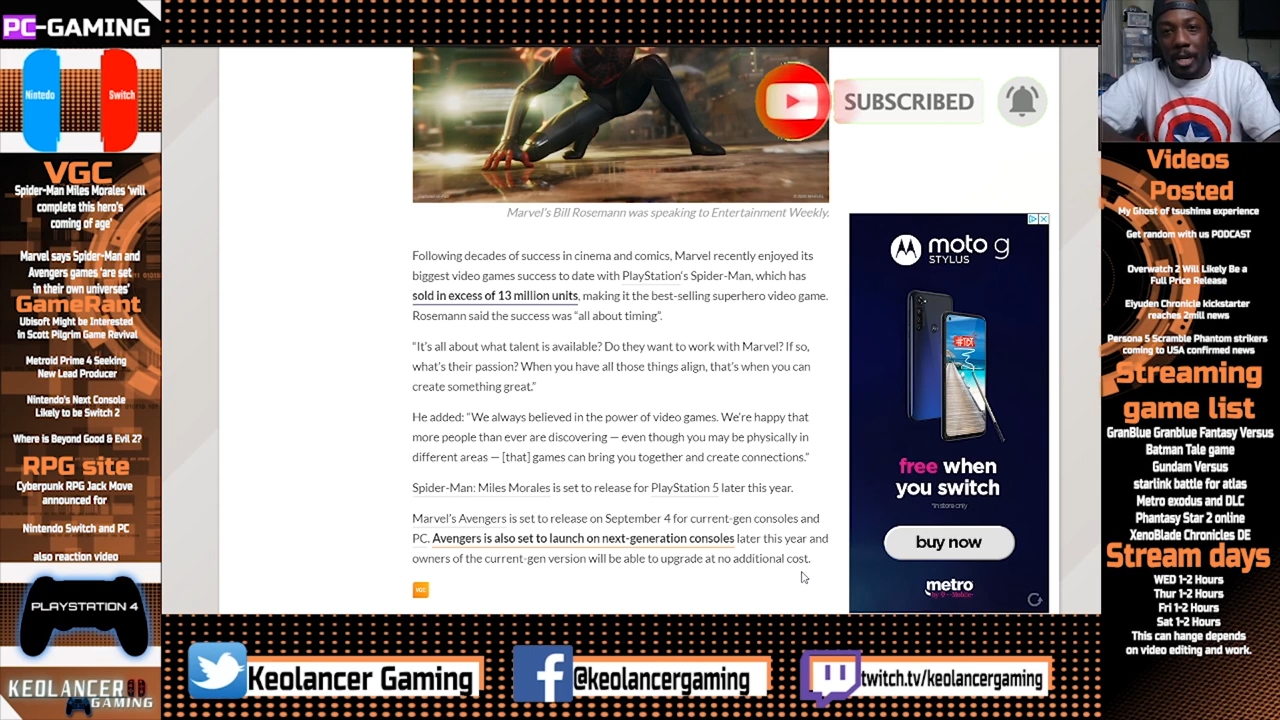 PC-GAMING
Nintedo
Switch
VGC
Spider-Man Miles Morales 'will
complete this hero's
coming of age'
Marvel says Spider-Man and
Avengers games 'are set
in their own universes'
GameRant
Ubisoft Might be Interested
in Scott Pilgrim Game Revival
Metroid Prime 4 Seeking
New Lead Producer
Nintendo's Next Console
Likely to be Switch 2
Where is Beyond Good & Evil 2?
RPG site
Cyberpunk RPG Jack Move
announced for
Nintendo Switch and PC
also reaction video
PLAYSTATION 4
KEOLANCER
GAMING
SUBSCRIBED
Marvel's Bill Rosemann was speaking to Entertainment Weekly.
Following decades of success in cinema and comics, Marvel recently enjoyed its
biggest video games success to date with PlayStation's Spider-Man, which has
sold in excess of 13 million units, making it the best-selling superhero video game.
Rosemann said the success was "all about timing".
"It's all about what talent is available? Do they want to work with Marvel? If so,
what's their passion? When you have all those things align, that's when you can
create something great."
He added: "We always believed in the power of video games. We're happy that
more people than ever are discovering — even though you may be physically in
different areas — [that] games can bring you together and create connections."
Spider-Man: Miles Morales is set to release for PlayStation 5 later this year.
Marvel's Avengers is set to release on September 4 for current-gen consoles and
PC. Avengers is also set to launch on next-generation consoles later this year and
owners of the current-gen version will be able to upgrade at no additional cost.
VGC
moto g
STYLUS
free when
you switch
*in store only
buy now
metro
by T-Mobile
Videos
Posted
My Ghost of tsushima experience
Get random with us PODCAST
Overwatch 2 Will Likely Be a
Full Price Release
Eiyuden Chronicle kickstarter
reaches 2mill news
Persona 5 Scramble Phantom strikers
coming to USA confirmed news
Streaming
game list
GranBlue Granblue Fantasy Versus
Batman Tale game
Gundam Versus
starlink battle for atlas
Metro exodus and DLC
Phantasy Star 2 online
XenoBlade Chronicles DE
Stream days
WED 1-2 Hours
Thur 1-2 Hours
Fri 1-2 Hours
Sat 1-2 Hours
This can hange depends
on video editing and work.
Keolancer Gaming
@keolancergaming
twitch.tv/keolancergaming